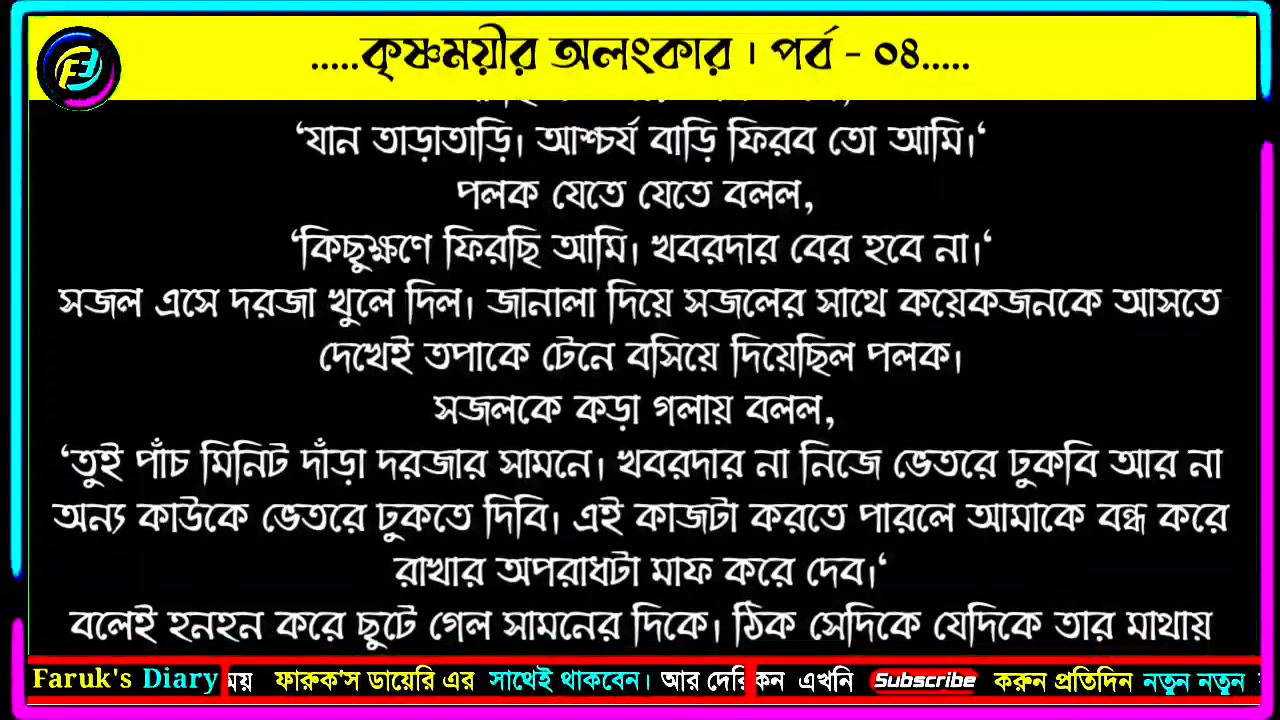 .....কৃষ্ণময়ীর অলংকার । পর্ব - ০৪.....
‘যান তাড়াতাড়ি। আশ্চর্য বাড়ি ফিরব তো আমি।‘
পলক যেতে যেতে বলল,
‘কিছুক্ষণে ফিরছি আমি। খবরদার বের হবে না।‘
সজল এসে দরজা খুলে দিল। জানালা দিয়ে সজলের সাথে কয়েকজনকে আসতে
দেখেই তপাকে টেনে বসিয়ে দিয়েছিল পলক।
সজলকে কড়া গলায় বলল,
‘তুই পাঁচ মিনিট দাঁড়া দরজার সামনে। খবরদার না নিজে ভেতরে ঢুকবি আর না
অন্য কাউকে ভেতরে ঢুকতে দিবি। এই কাজটা করতে পারলে আমাকে বন্ধ করে
রাখার অপরাধটা মাফ করে দেব।‘
বলেই হনহন করে ছুটে গেল সামনের দিকে। ঠিক সেদিকে যেদিকে তার মাথায়
Faruk's Diary ময় ফারুক'স ডায়েরি এর সাথেই থাকবেন। আর দেরি কন এখনি Subscribe করুন প্রতিদিন নতুন নতুন